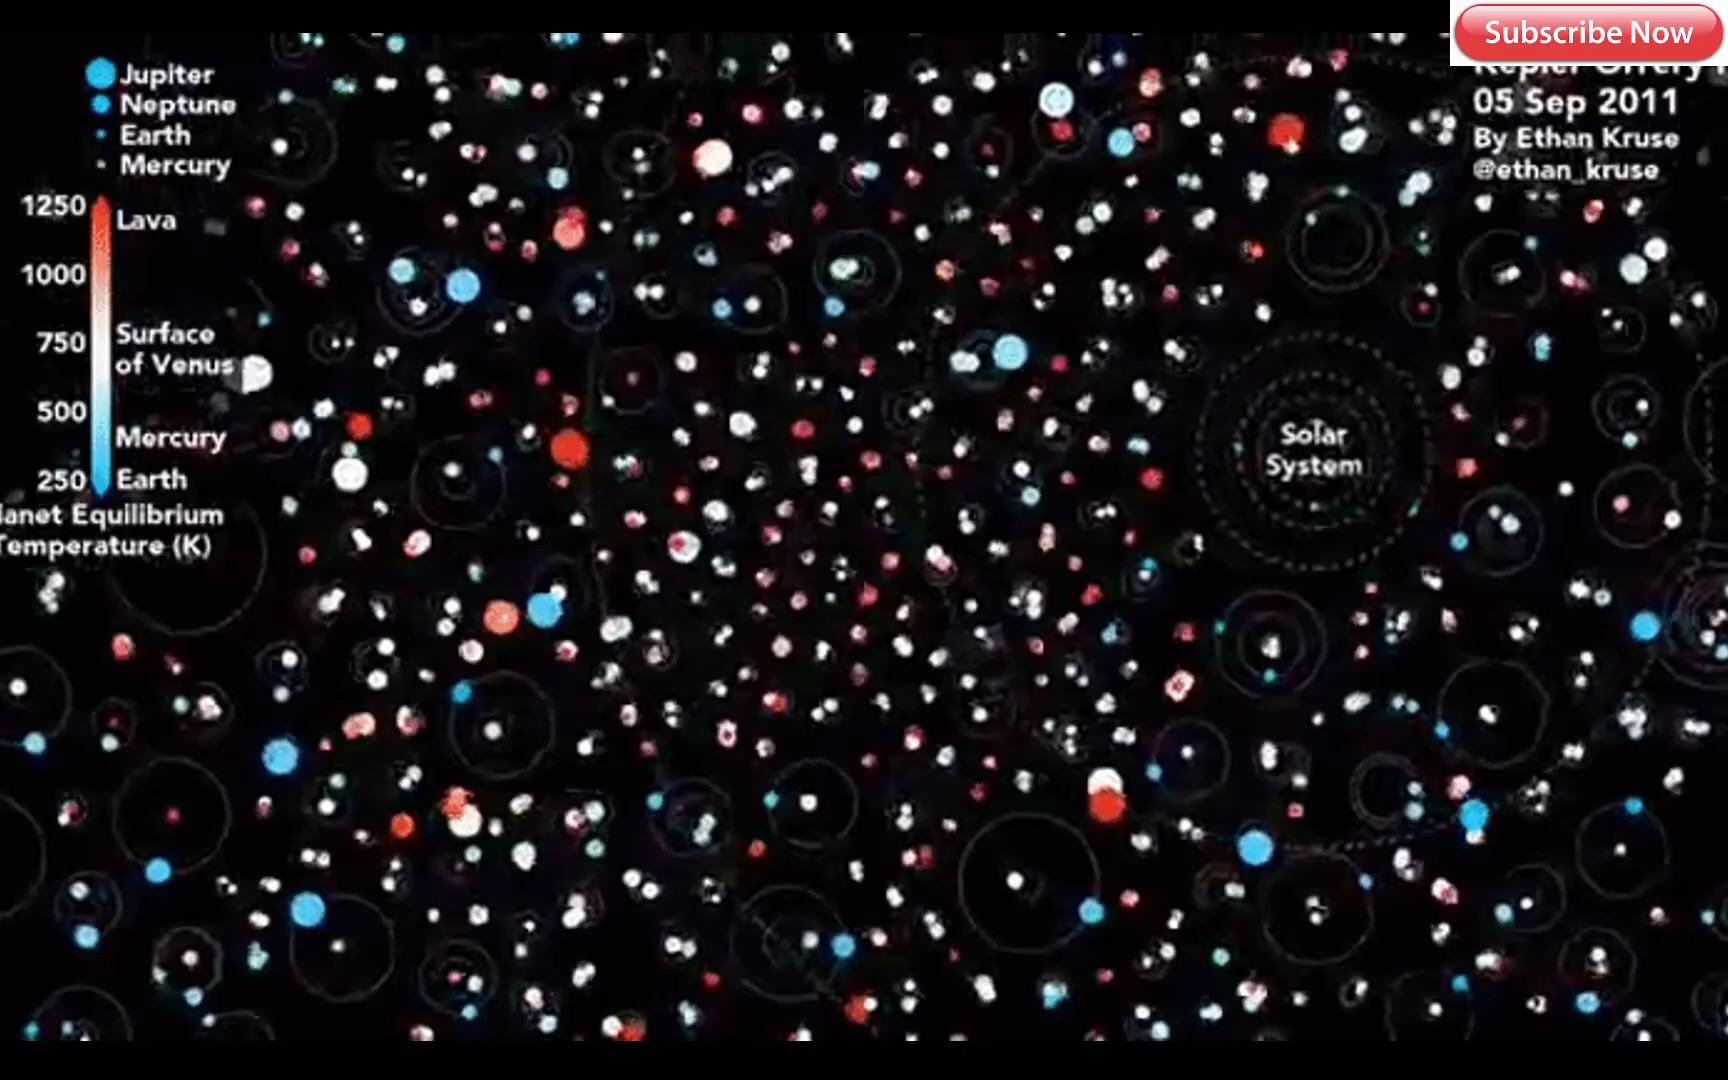 Subscribe Now
Jupiter
Neptune
Earth
Mercury
05 Sep 2011
By Ethan Kruse
@ethan_kruse
1250
Lava
1000
750
Surface
of Venus
500
Mercury
250
Earth
lanet Equilibrium
Temperature (K)
Solar
System